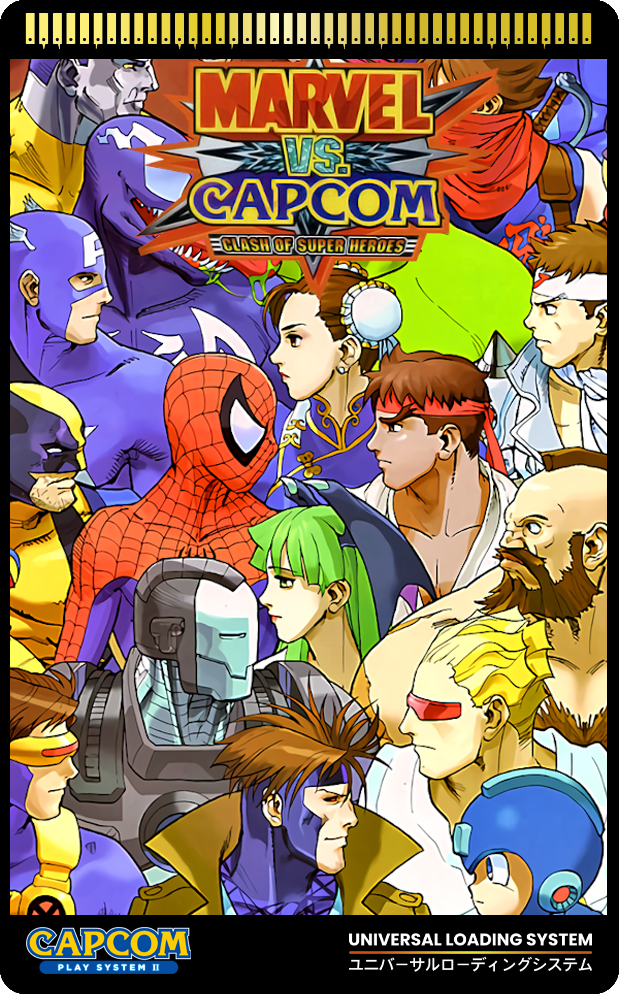 MARVEL
VS.
CAPCOM
CLASH OF SUPER HEROES
CAPCOM
PLAY SYSTEM II
UNIVERSAL LOADING SYSTEM
ユニバーサルローディングシステム